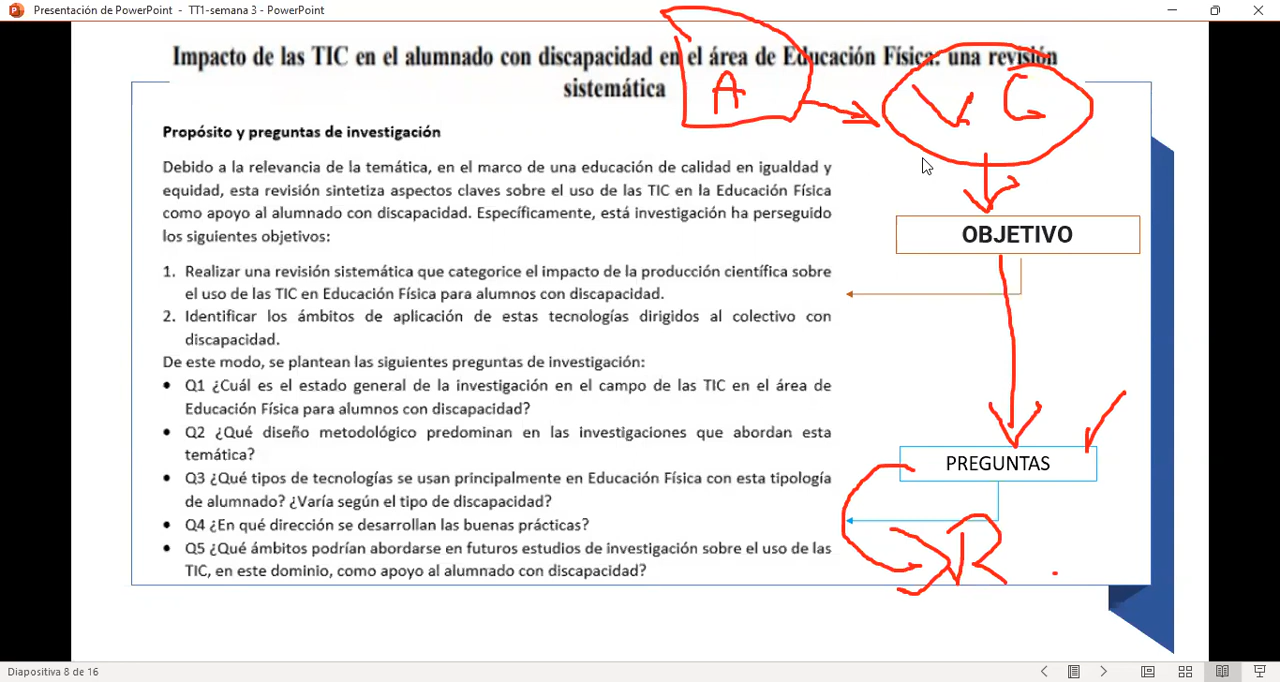 Presentación de PowerPoint - TT1-semana 3 - PowerPoint
Impacto de las TIC en el alumnado con discapacidad en el área de Educación Física: una revisión
sistemática
A
V C
Propósito y preguntas de investigación
Debido a la relevancia de la temática, en el marco de una educación de calidad en igualdad y
equidad, esta revisión sintetiza aspectos claves sobre el uso de las TIC en la Educación Física
como apoyo al alumnado con discapacidad. Específicamente, está investigación ha perseguido
los siguientes objetivos:
1. Realizar una revisión sistemática que categorice el impacto de la producción científica sobre
el uso de las TIC en Educación Física para alumnos con discapacidad.
2. Identificar los ámbitos de aplicación de estas tecnologías dirigidos al colectivo con
discapacidad.
De este modo, se plantean las siguientes preguntas de investigación:
• Q1 ¿Cuál es el estado general de la investigación en el campo de las TIC en el área de
Educación Física para alumnos con discapacidad?
• Q2 ¿Qué diseño metodológico predominan en las investigaciones que abordan esta
temática?
• Q3 ¿Qué tipos de tecnologías se usan principalmente en Educación Física con esta tipología
de alumnado? ¿Varía según el tipo de discapacidad?
• Q4 ¿En qué dirección se desarrollan las buenas prácticas?
• Q5 ¿Qué ámbitos podrían abordarse en futuros estudios de investigación sobre el uso de las
TIC, en este dominio, como apoyo al alumnado con discapacidad?
OBJETIVO
PREGUNTAS
R
Diapositiva 8 de 16